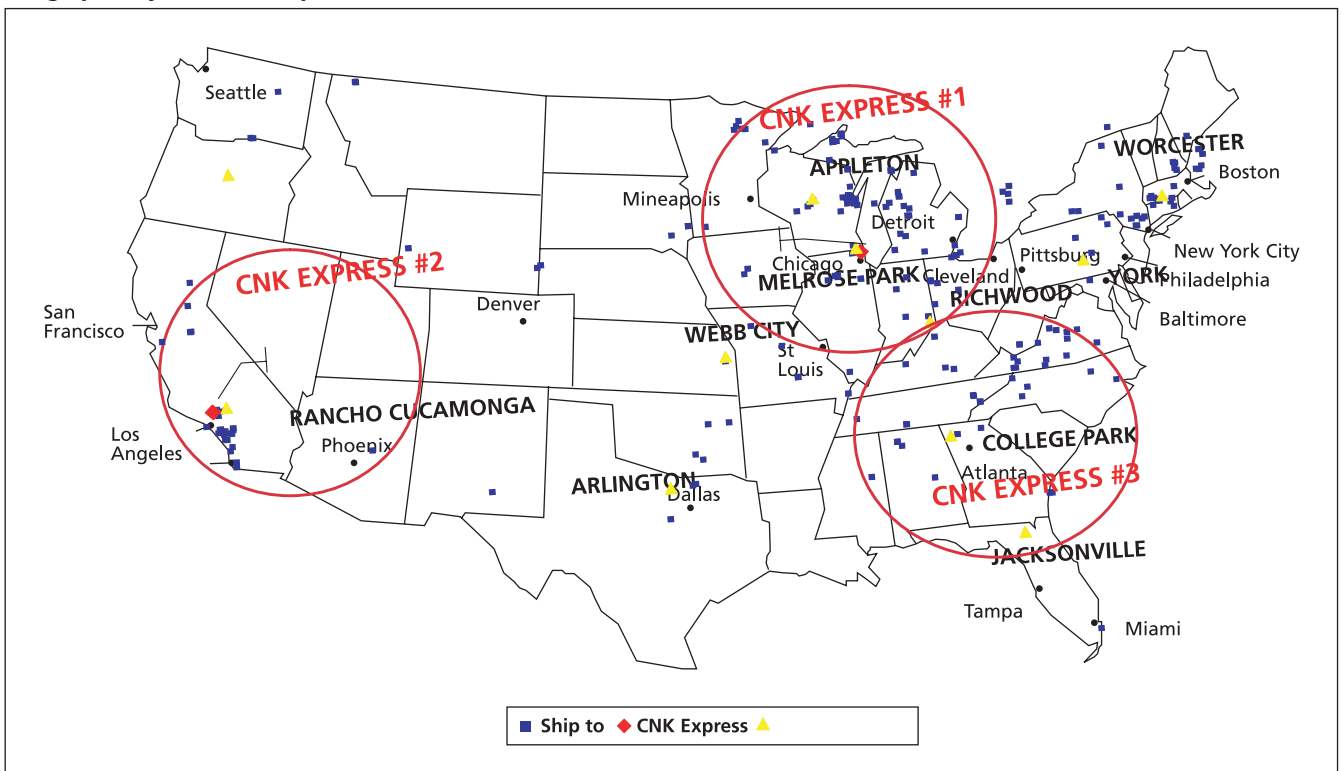 CNK EXPRESS #1
Seattle
WORCESTER
APPLETON
Boston
Mineapolis
Detroit
New York City
Pittsburg
CNK EXPRESS #2
Chicago
MELROSE PARK
Cleveland
YORK
Philadelphia
RICHWOOD
Denver
San
Francisco
Baltimore
WEBB CITY
St
Louis
RANCHO CUCAMONGA
Los
Angeles
Phoenix
COLLEGE PARK
Atlanta
ARLINGTON
Dallas
CNK EXPRESS #3
JACKSONVILLE
Tampa
Miami
Ship to
CNK Express